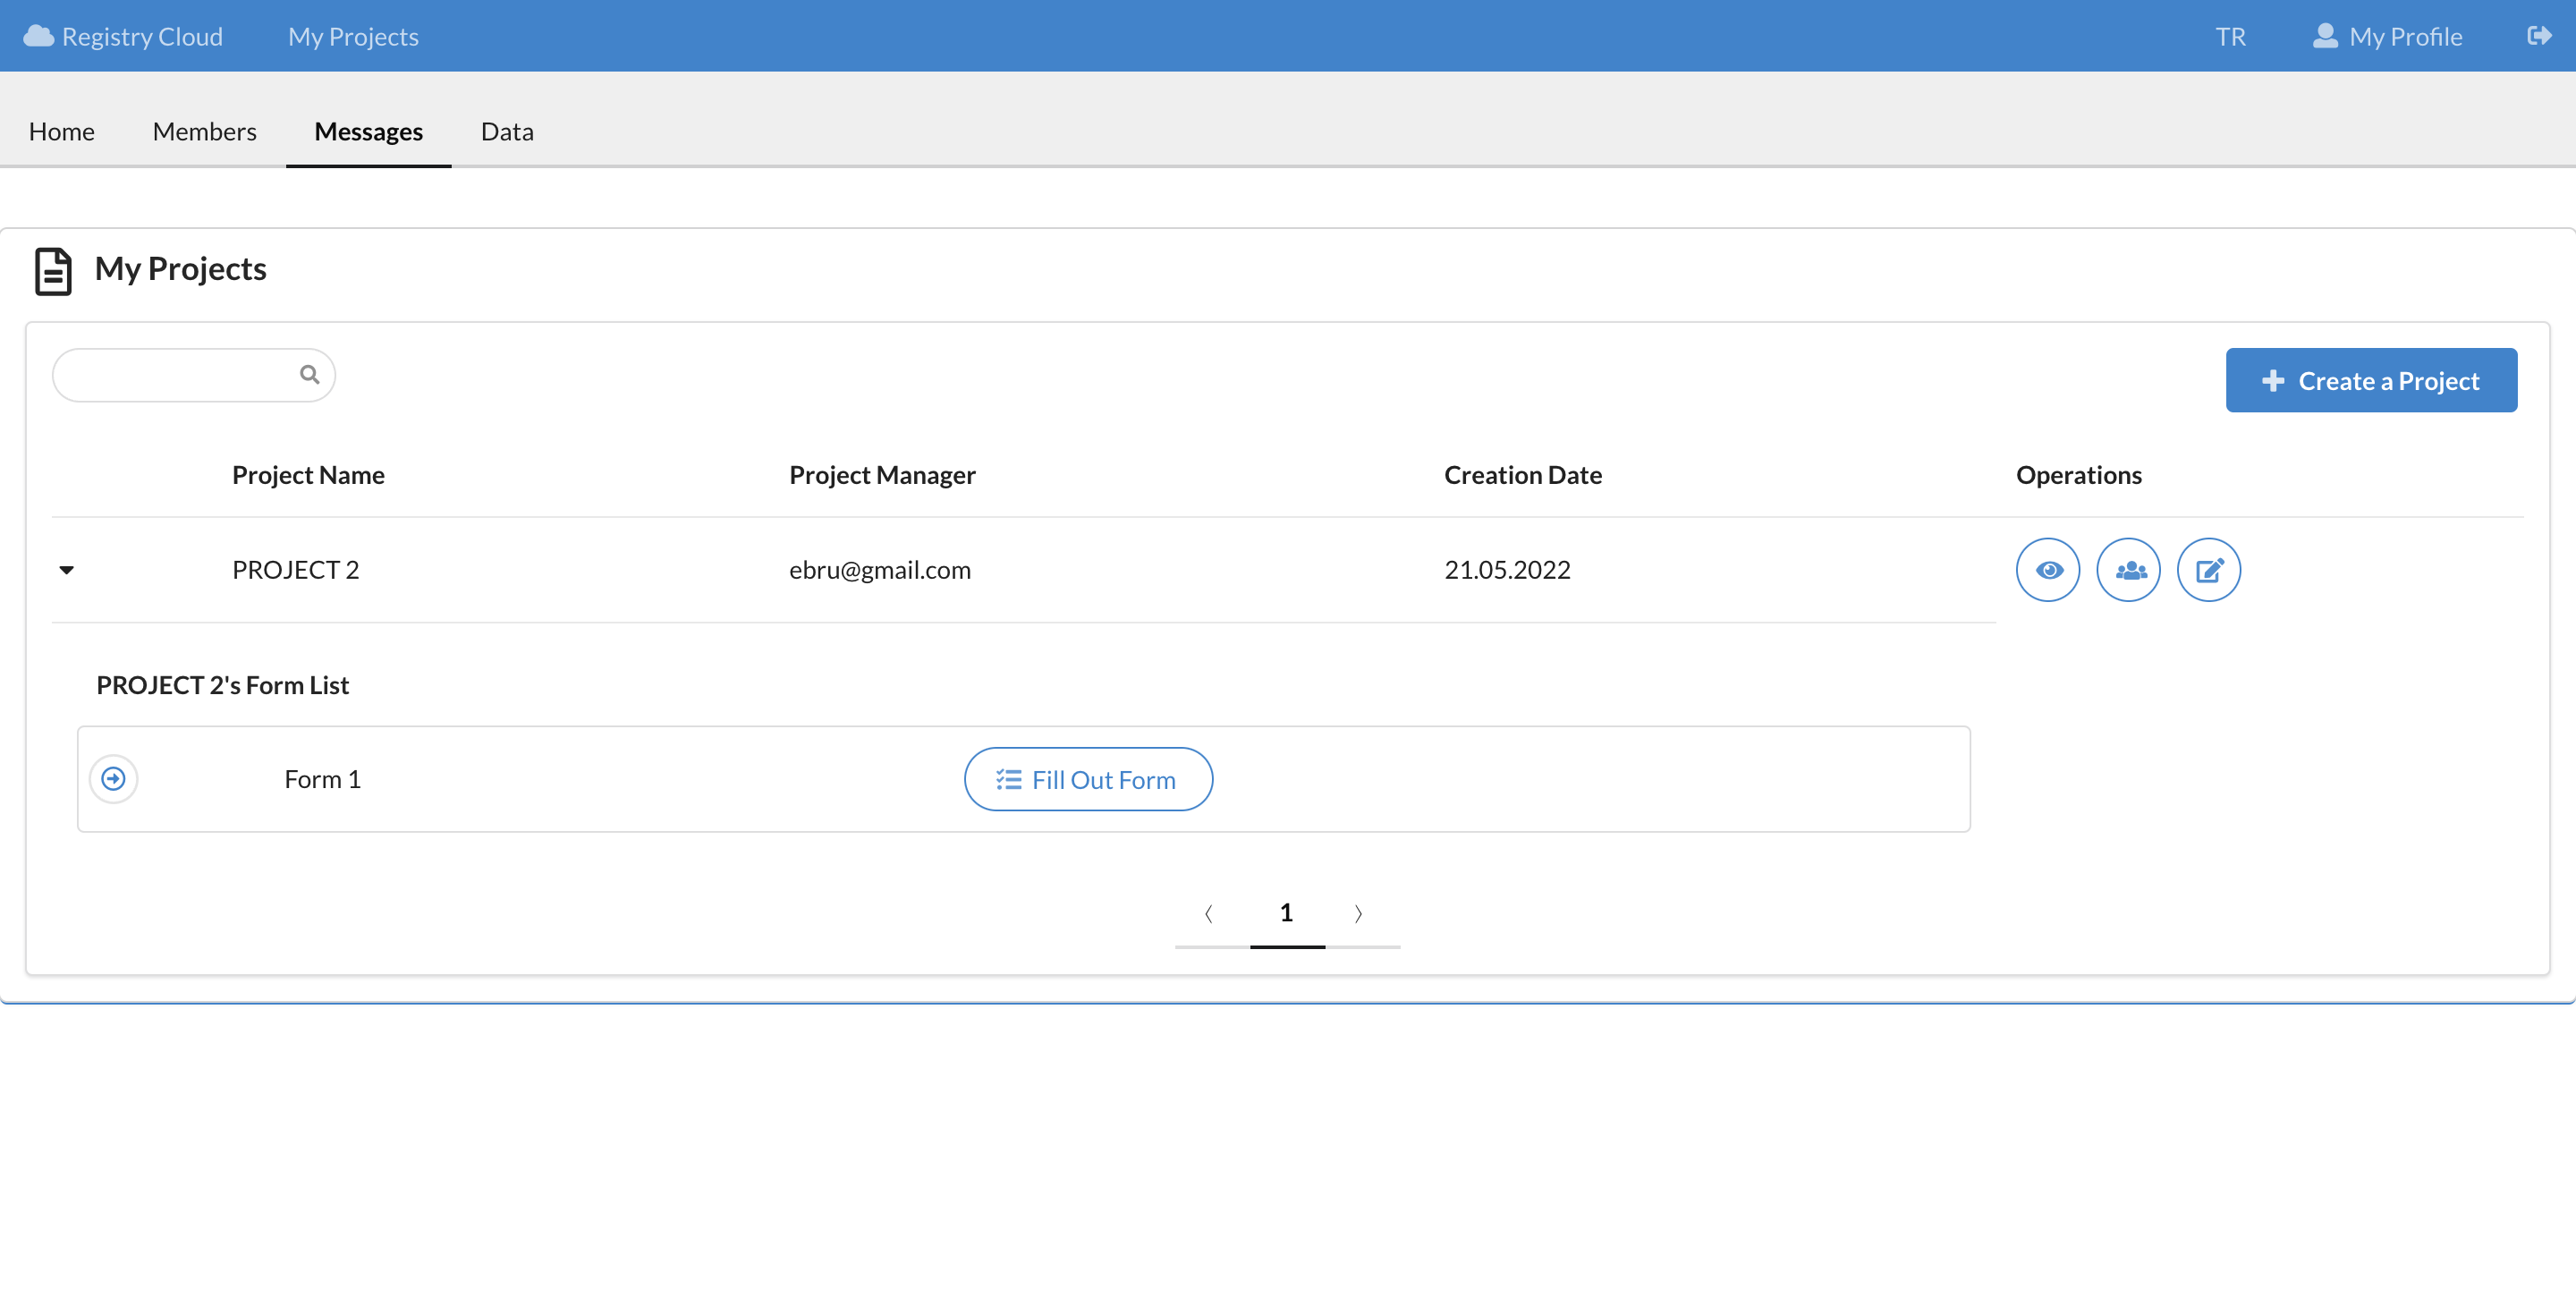 Registry Cloud My Projects TR My Profile
Home Members Messages Data
My Projects
Create a Project
Project Name Project Manager Creation Date Operations
PROJECT 2 ebru@gmail.com 21.05.2022
PROJECT 2's Form List
Form 1 Fill Out Form
1